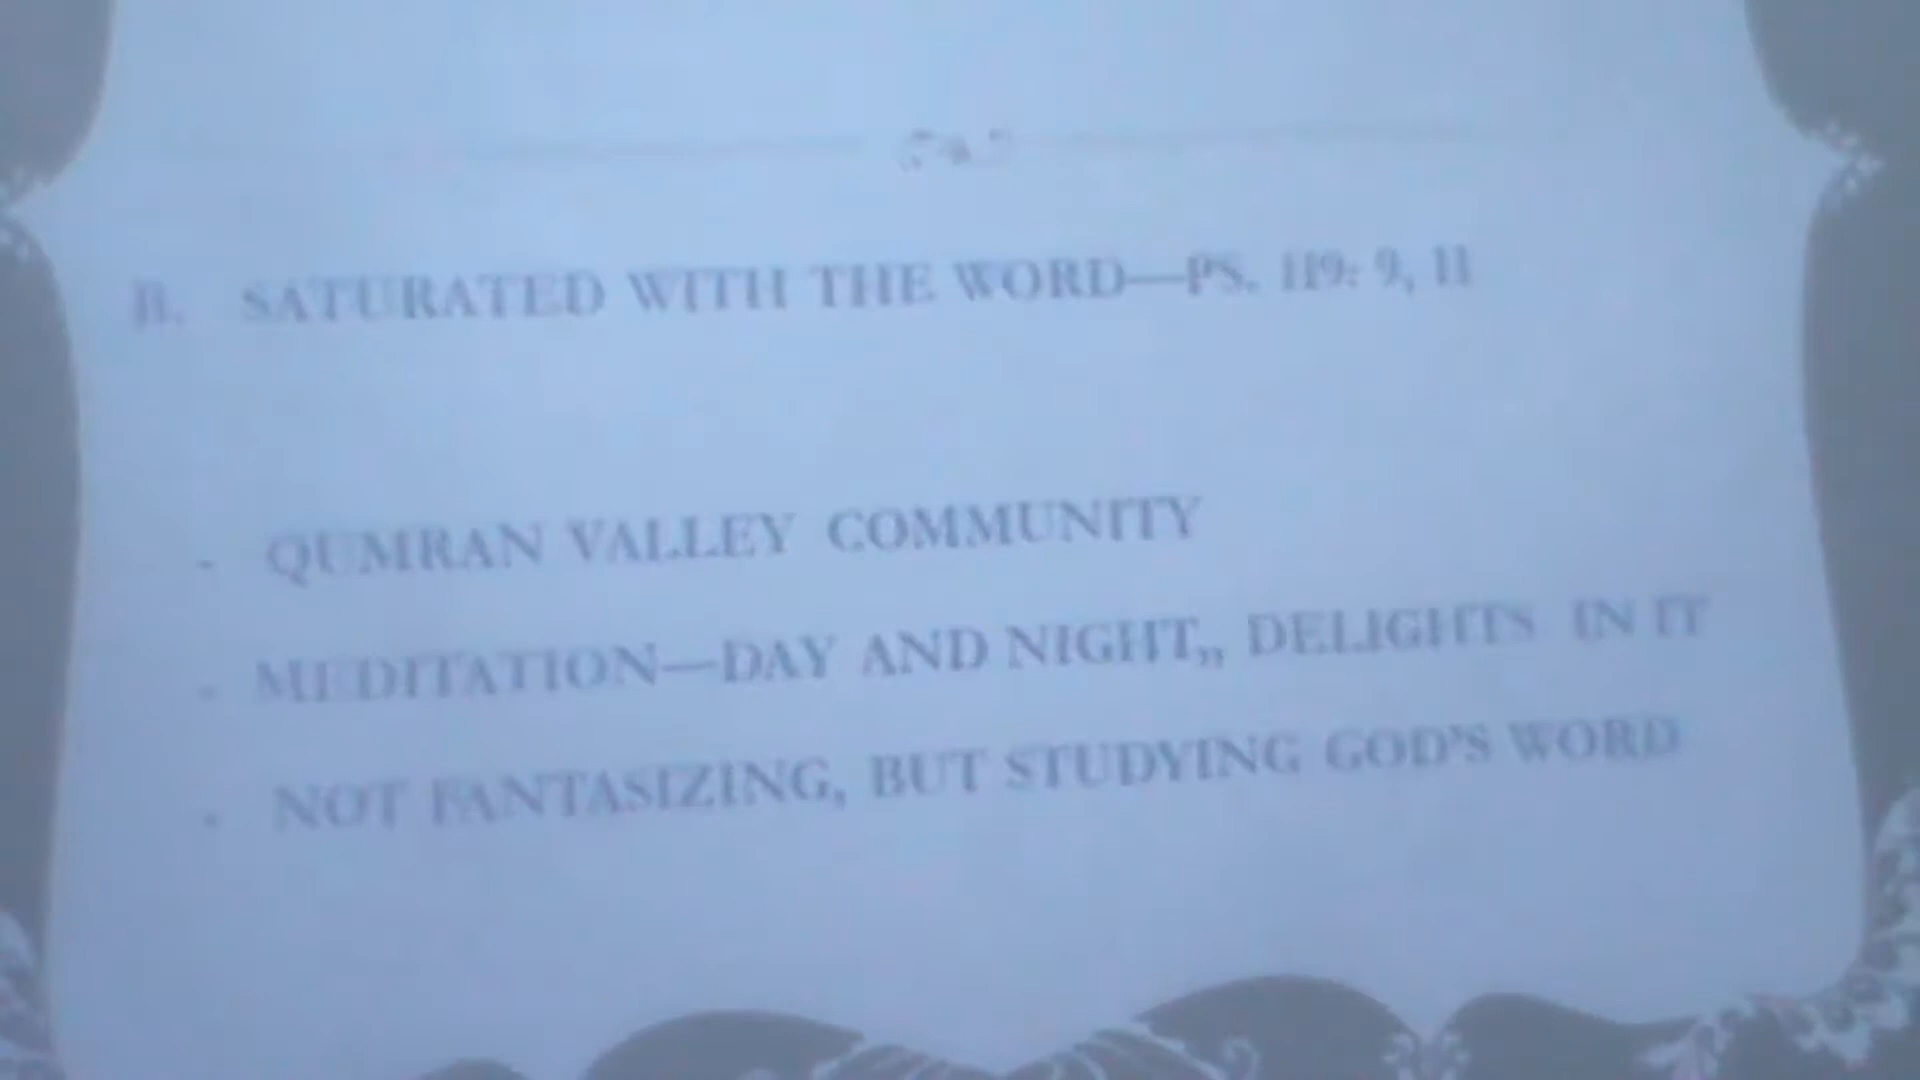 B. SATURATED WITH THE WORD—PS. 119: 9, 11
- QUMRAN VALLEY COMMUNITY
- MEDITATION—DAY AND NIGHT,, DELIGHTS IN IT
- NOT FANTASIZING, BUT STUDYING GOD'S WORD